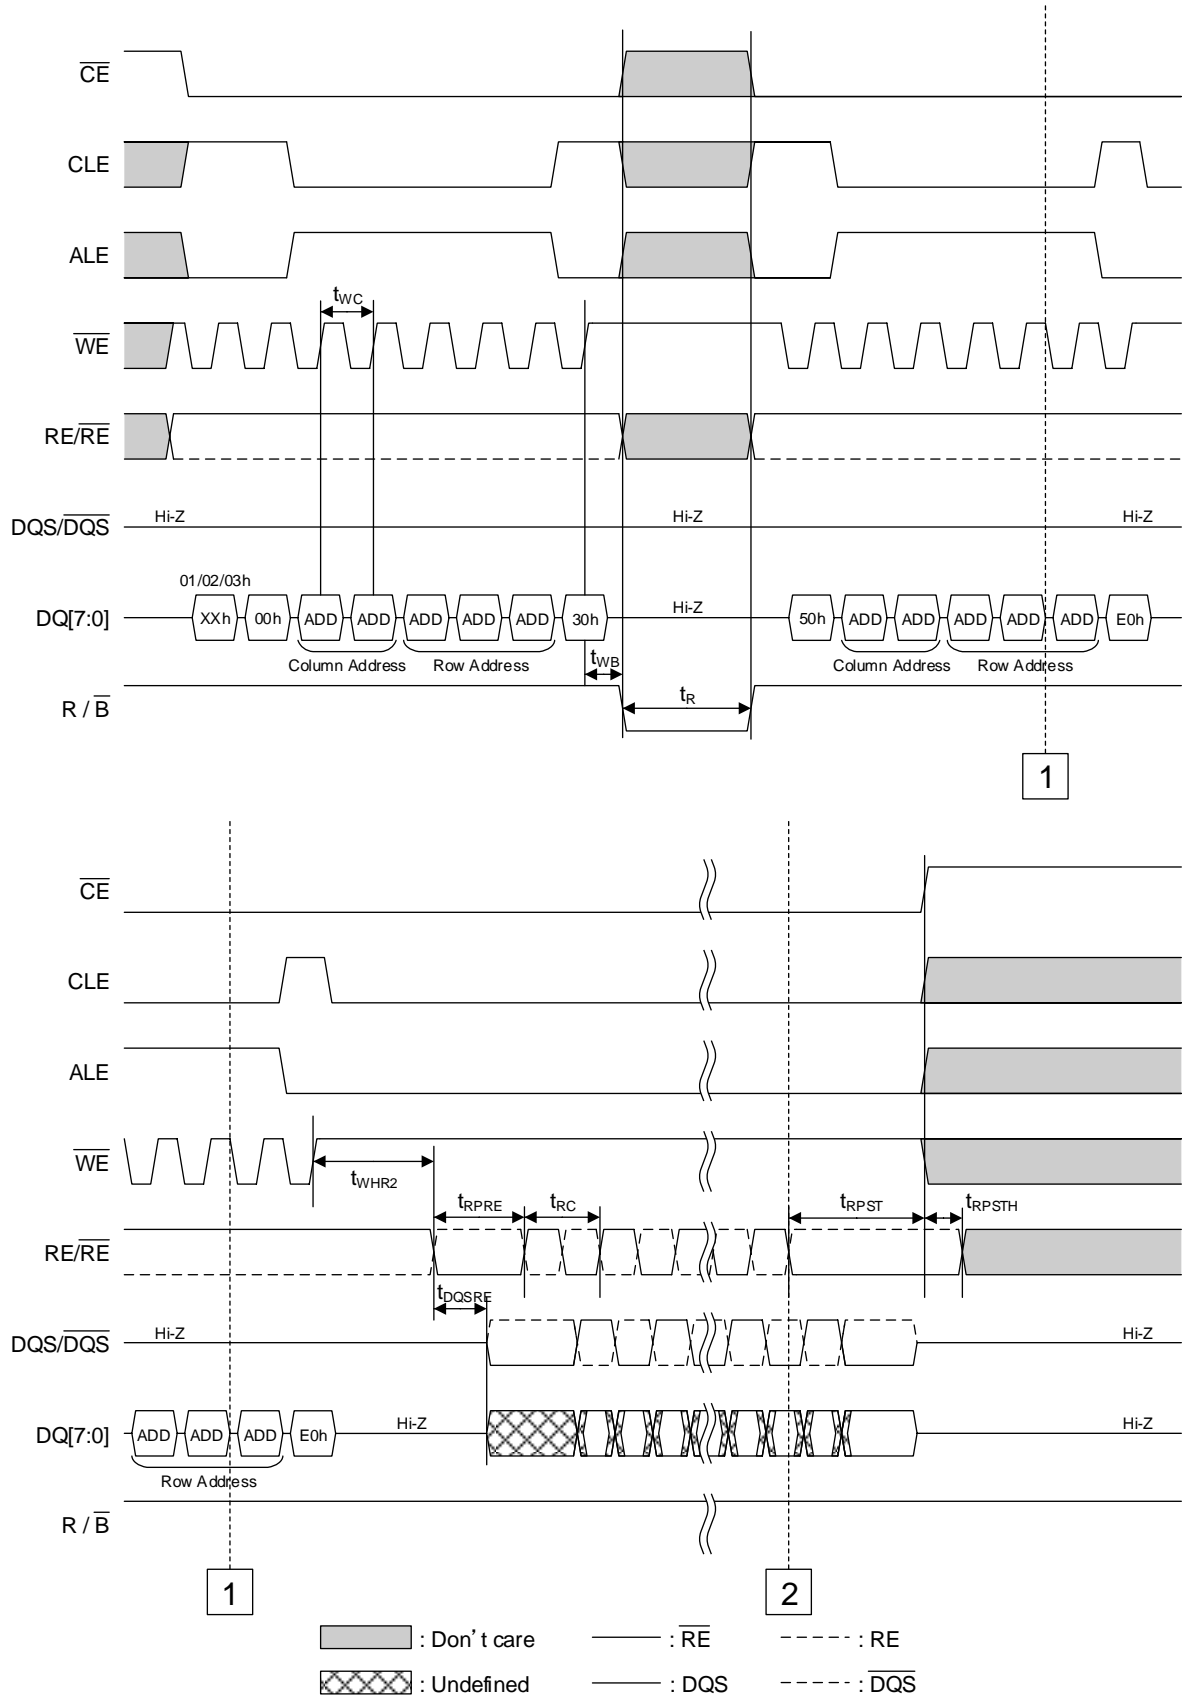 CE
CLE
ALE
tWC
WE
RE/RE
DQS/DQS Hi-Z Hi-Z Hi-Z
01/02/03h
DQ[7:0] XXh 00h ADD ADD ADD ADD ADD 30h Hi-Z 50h ADD ADD ADD ADD ADD E0h
Column Address Row Address tWB Column Address Row Address
R / B tR
1
CE
CLE
ALE
WE
tWHR2
tRPRE tRC tRPST tRPSTH
RE/RE
tDQSRE
DQS/DQS Hi-Z Hi-Z
DQ[7:0] ADD ADD ADD E0h Hi-Z Hi-Z
Row Address
R / B
1 2
: Don't care : RE : RE
: Undefined : DQS : DQS